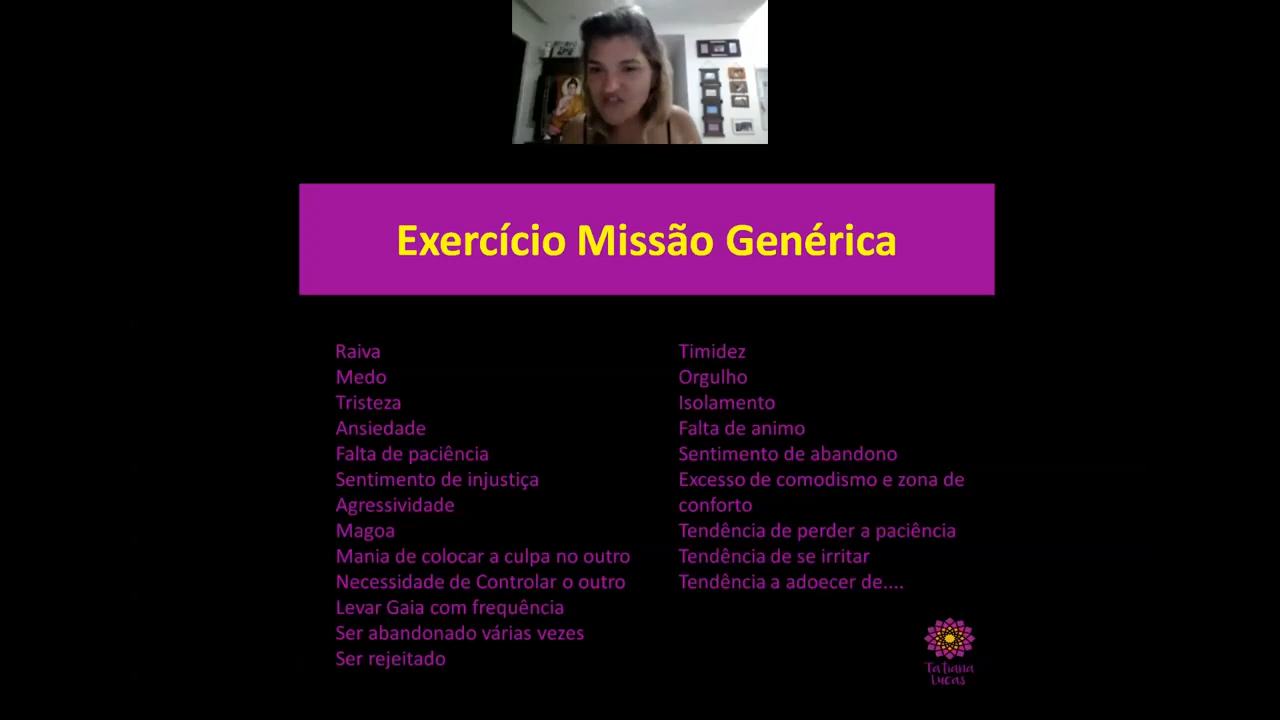 Exercício Missão Genérica
Raiva
Medo
Tristeza
Ansiedade
Falta de paciência
Sentimento de injustiça
Agressividade
Magoa
Mania de colocar a culpa no outro
Necessidade de Controlar o outro
Levar Gaia com frequência
Ser abandonado várias vezes
Ser rejeitado
Timidez
Orgulho
Isolamento
Falta de animo
Sentimento de abandono
Excesso de comodismo e zona de
conforto
Tendência de perder a paciência
Tendência de se irritar
Tendência a adoecer de....
Tatiana
Lucas